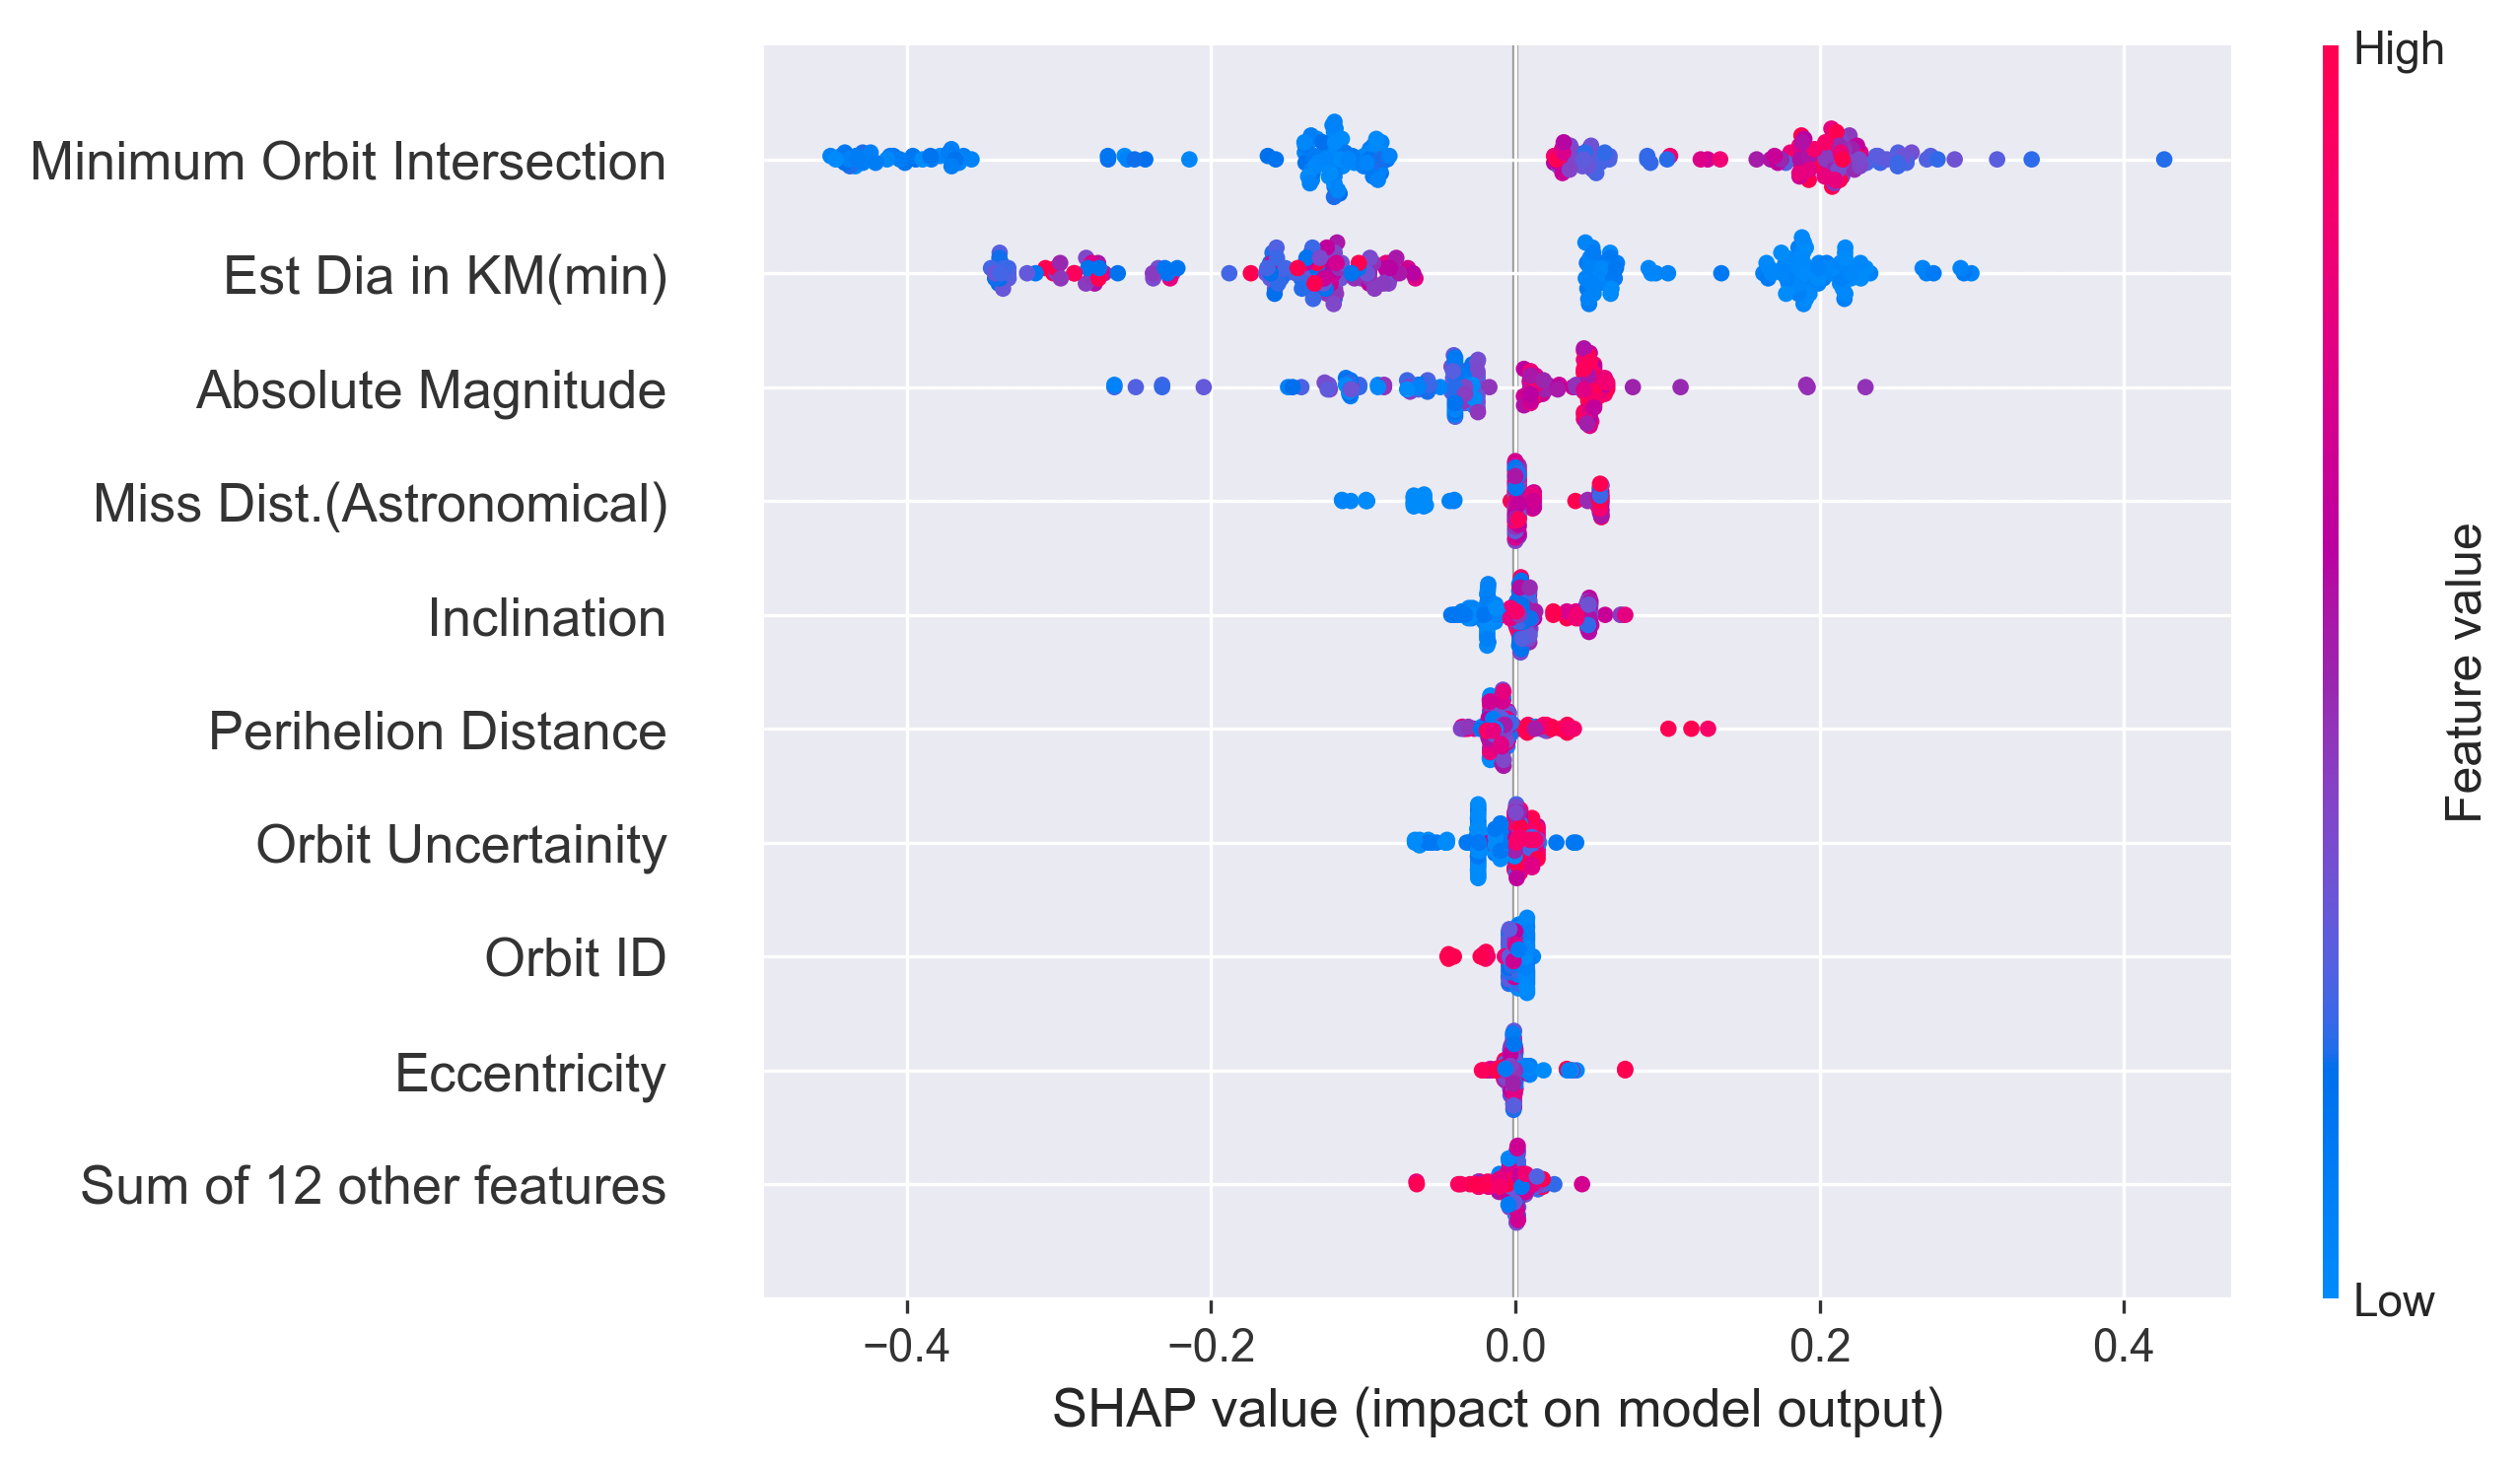 High
Minimum Orbit Intersection
Est Dia in KM(min)
Absolute Magnitude
Miss Dist.(Astronomical)
Inclination
Perihelion Distance
Orbit Uncertainity
Orbit ID
Eccentricity
Sum of 12 other features
Feature value
Low
−0.4 −0.2 0.0 0.2 0.4
SHAP value (impact on model output)